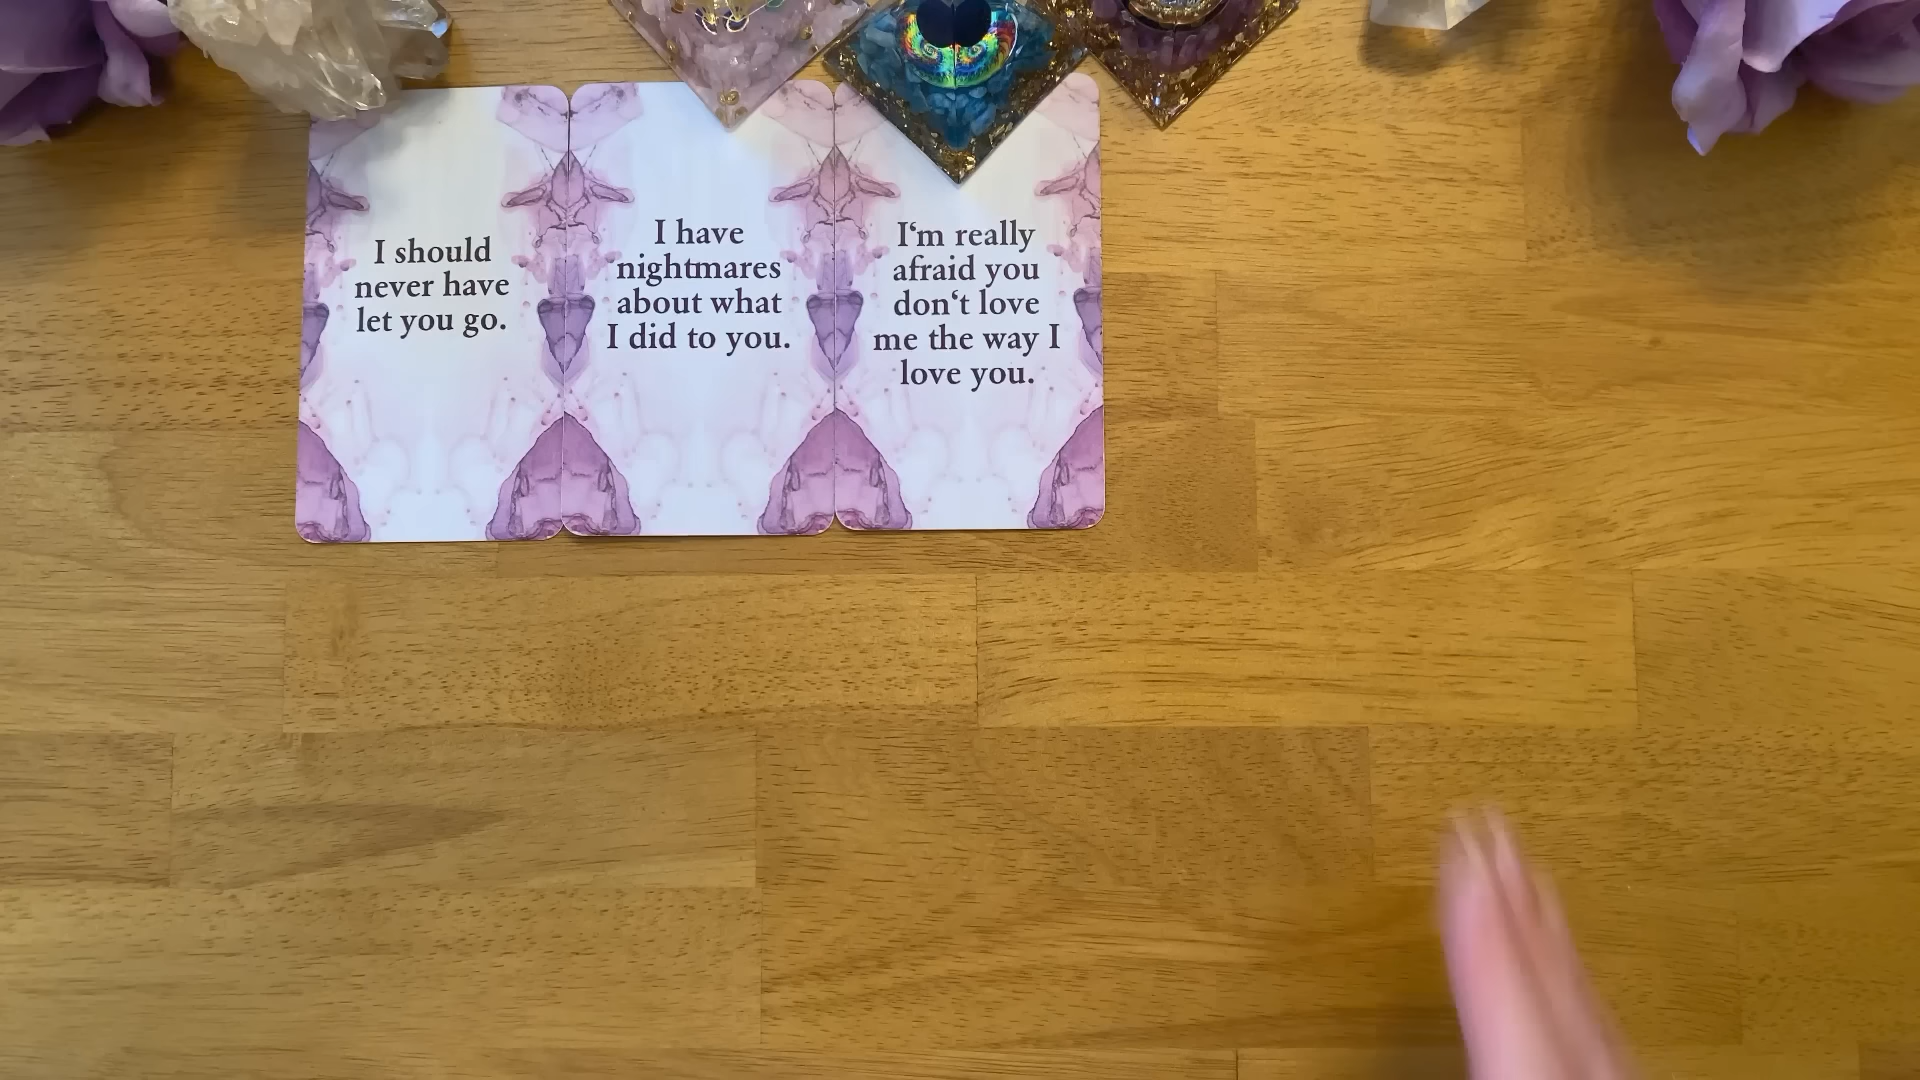 I should
never have
let you go.
I have
nightmares
about what
I did to you.
I‘m really
afraid you
don‘t love
me the way I
love you.